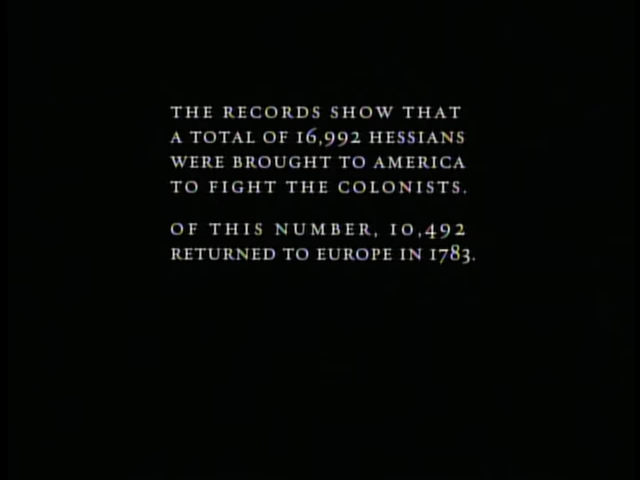 THE RECORDS SHOW THAT
A TOTAL OF 16,992 HESSIANS
WERE BROUGHT TO AMERICA
TO FIGHT THE COLONISTS.
OF THIS NUMBER, 10,492
RETURNED TO EUROPE IN 1783.